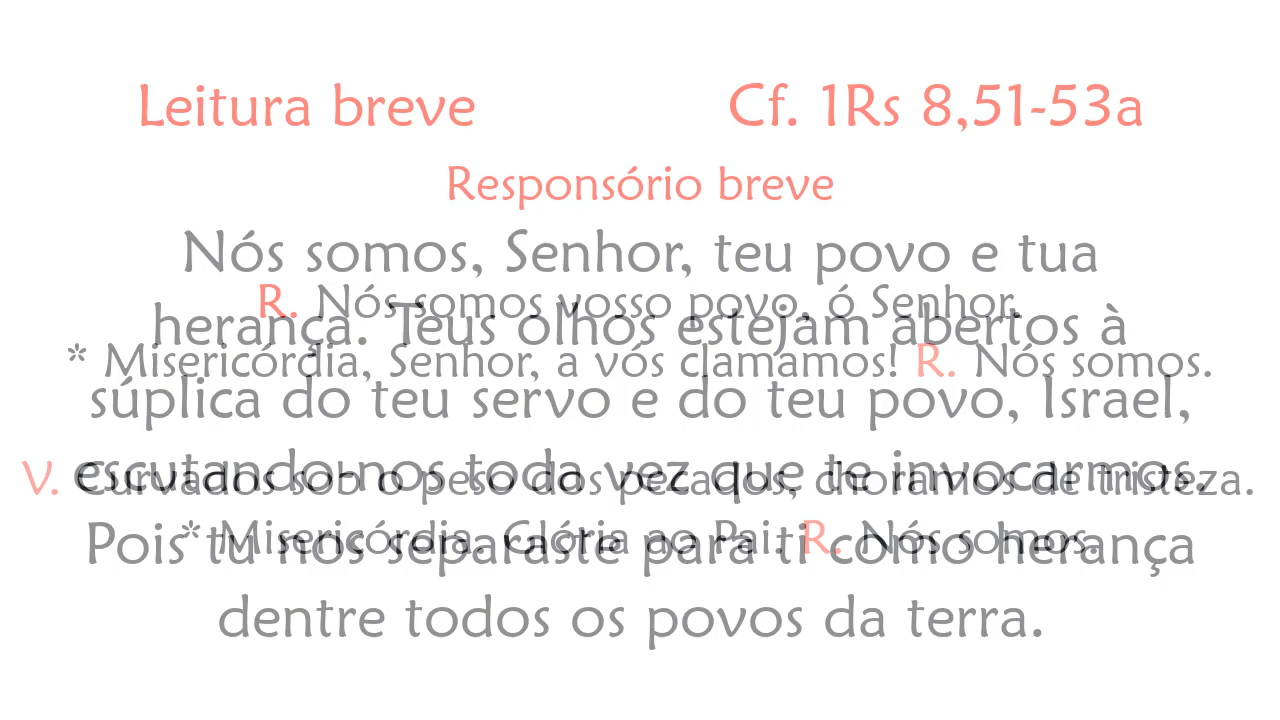 Leitura breve Cf. 1Rs 8,51-53a
Responsório breve
Nós somos, Senhor, teu povo e tua
R. Nós somos vosso povo, ó Senhor.
herança. Teus olhos estejam abertos à
* Misericórdia, Senhor, a vós clamamos! R. Nós somos.
súplica do teu servo e do teu povo, Israel,
escutando-nos toda vez que te invocarmos.
V. Curvados sob o peso dos pecados, choramos de tristeza.
* Misericórdia. Glória ao Pai. R. Nós somos.
Pois tu nos separaste para ti como herança
dentre todos os povos da terra.